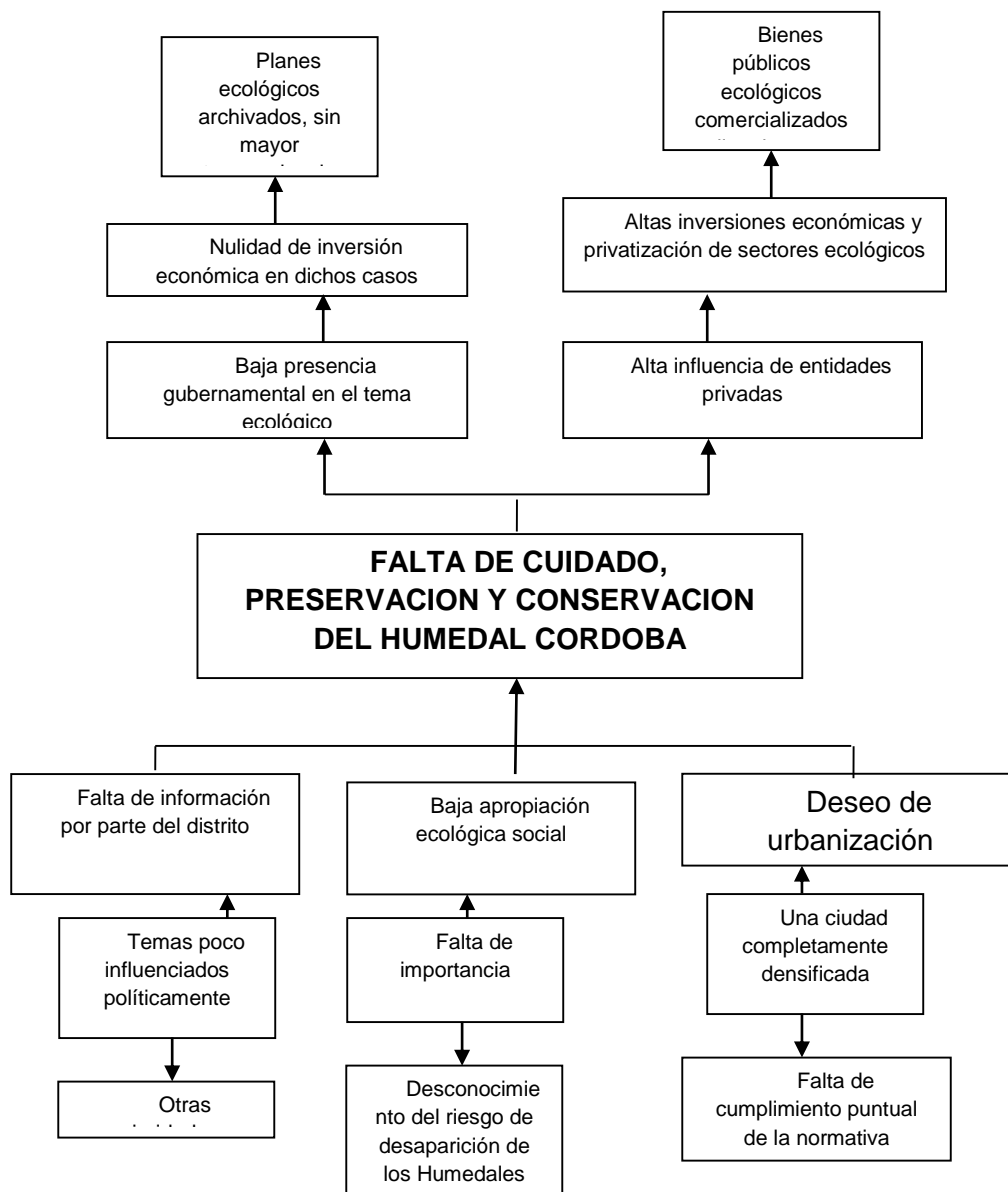 Planes
ecológicos
archivados, sin
mayor
Bienes
públicos
ecológicos
comercializados
Nulidad de inversión
económica en dichos casos
Altas inversiones económicas y
privatización de sectores ecológicos
Baja presencia
gubernamental en el tema
ecológico
Alta influencia de entidades
privadas
FALTA DE CUIDADO,
PRESERVACION Y CONSERVACION
DEL HUMEDAL CORDOBA
Falta de información
por parte del distrito
Baja apropiación
ecológica social
Deseo de
urbanización
Temas poco
influenciados
políticamente
Falta de
importancia
Una ciudad
completamente
densificada
Otras
Desconocimie
nto del riesgo de
desaparición de
los Humedales
Falta de
cumplimiento puntual
de la normativa